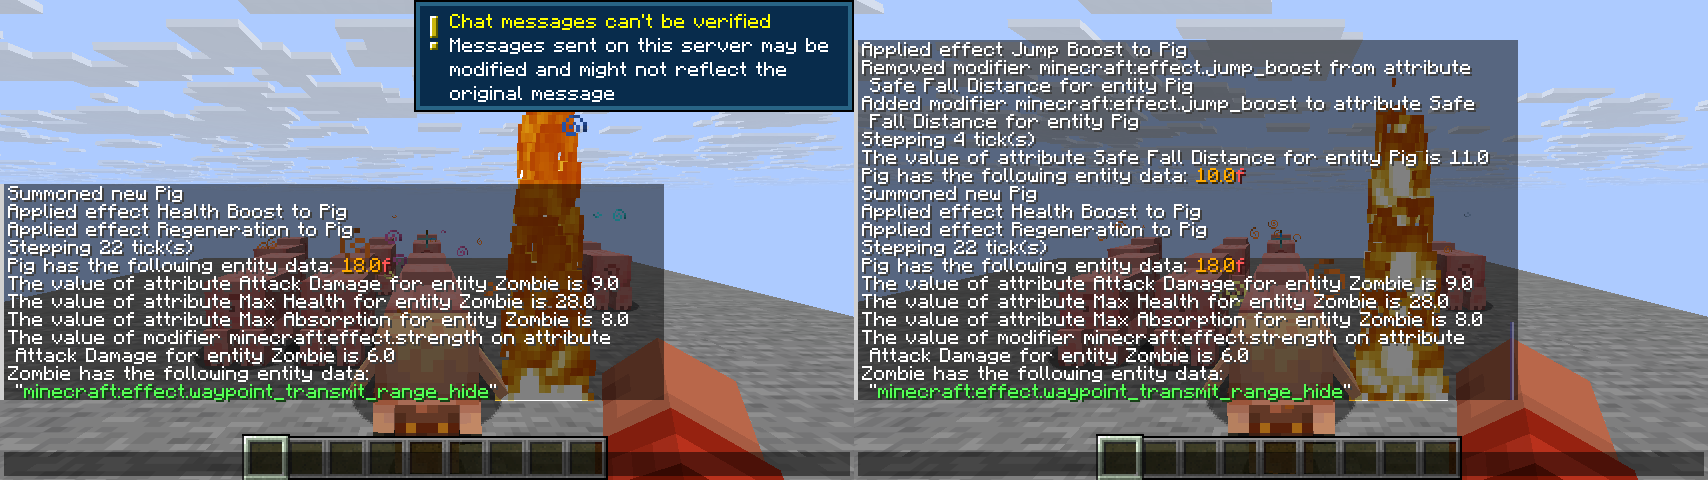 Chat messages can't be verified
Messages sent on this server may be
modified and might not reflect the
original message
Summoned new Pig
Applied effect Health Boost to Pig
Applied effect Regeneration to Pig
Stepping 22 tick(s)
Pig has the following entity data: 18.0f
The value of attribute Attack Damage for entity Zombie is 9.0
The value of attribute Max Health for entity Zombie is 28.0
The value of attribute Max Absorption for entity Zombie is 8.0
The value of modifier minecraft:effect.strength on attribute
Attack Damage for entity Zombie is 6.0
Zombie has the following entity data:
"minecraft:effect.waypoint_transmit_range_hide"
Applied effect Jump Boost to Pig
Removed modifier minecraft:effect.jump_boost from attribute
Safe Fall Distance for entity Pig
Added modifier minecraft:effect.jump_boost to attribute Safe
Fall Distance for entity Pig
Stepping 4 tick(s)
The value of attribute Safe Fall Distance for entity Pig is 11.0
Pig has the following entity data: 10.0f
Summoned new Pig
Applied effect Health Boost to Pig
Applied effect Regeneration to Pig
Stepping 22 tick(s)
Pig has the following entity data: 18.0f
The value of attribute Attack Damage for entity Zombie is 9.0
The value of attribute Max Health for entity Zombie is 28.0
The value of attribute Max Absorption for entity Zombie is 8.0
The value of modifier minecraft:effect.strength on attribute
Attack Damage for entity Zombie is 6.0
Zombie has the following entity data:
"minecraft:effect.waypoint_transmit_range_hide"